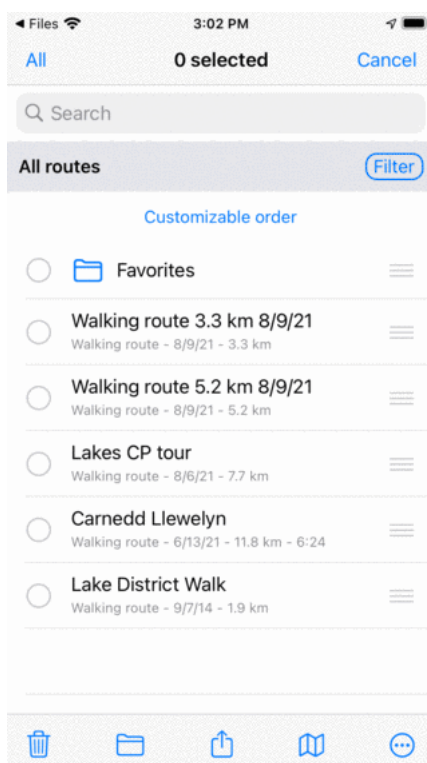 Files
3:02 PM
All
0 selected
Cancel
Search
All routes
Filter
Customizable order
Favorites
Walking route 3.3 km 8/9/21
Walking route - 8/9/21 - 3.3 km
Walking route 5.2 km 8/9/21
Walking route - 8/9/21 - 5.2 km
Lakes CP tour
Walking route - 8/6/21 - 7.7 km
Carnedd Llewelyn
Walking route - 6/13/21 - 11.8 km - 6:24
Lake District Walk
Walking route - 9/7/14 - 1.9 km